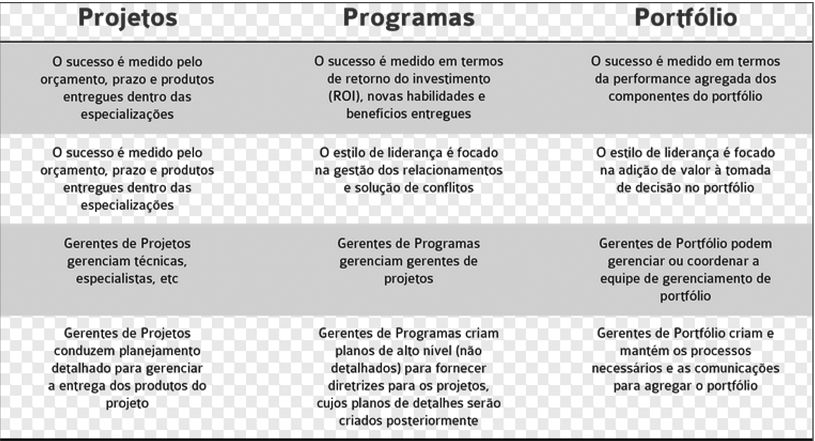 Projetos
Programas
Portfólio
O sucesso é medido pelo
orçamento, prazo e produtos
entregues dentro das
especializações
O sucesso é medido em termos
de retorno do investimento
(ROI), novas habilidades e
benefícios entregues
O sucesso é medido em termos
da performance agregada dos
componentes do portfólio
O sucesso é medido pelo
orçamento, prazo e produtos
entregues dentro das
especializações
O estilo de liderança é focado
na gestão dos relacionamentos
e solução de conflitos
O estilo de liderança é focado
na adição de valor à tomada
de decisão no portfólio
Gerentes de Projetos
gerenciam técnicas,
especialistas, etc
Gerentes de Programas
gerenciam gerentes de
projetos
Gerentes de Portfólio podem
gerenciar ou coordenar a
equipe de gerenciamento de
portfólio
Gerentes de Projetos
conduzem planejamento
detalhado para gerenciar
a entrega dos produtos do
projeto
Gerentes de Programas criam
planos de alto nível (não
detalhados) para fornecer
diretrizes para os projetos,
cujos planos de detalhes serão
criados posteriormente
Gerentes de Portfólio criam e
mantém os processos
necessários e as comunicações
para agregar o portfólio